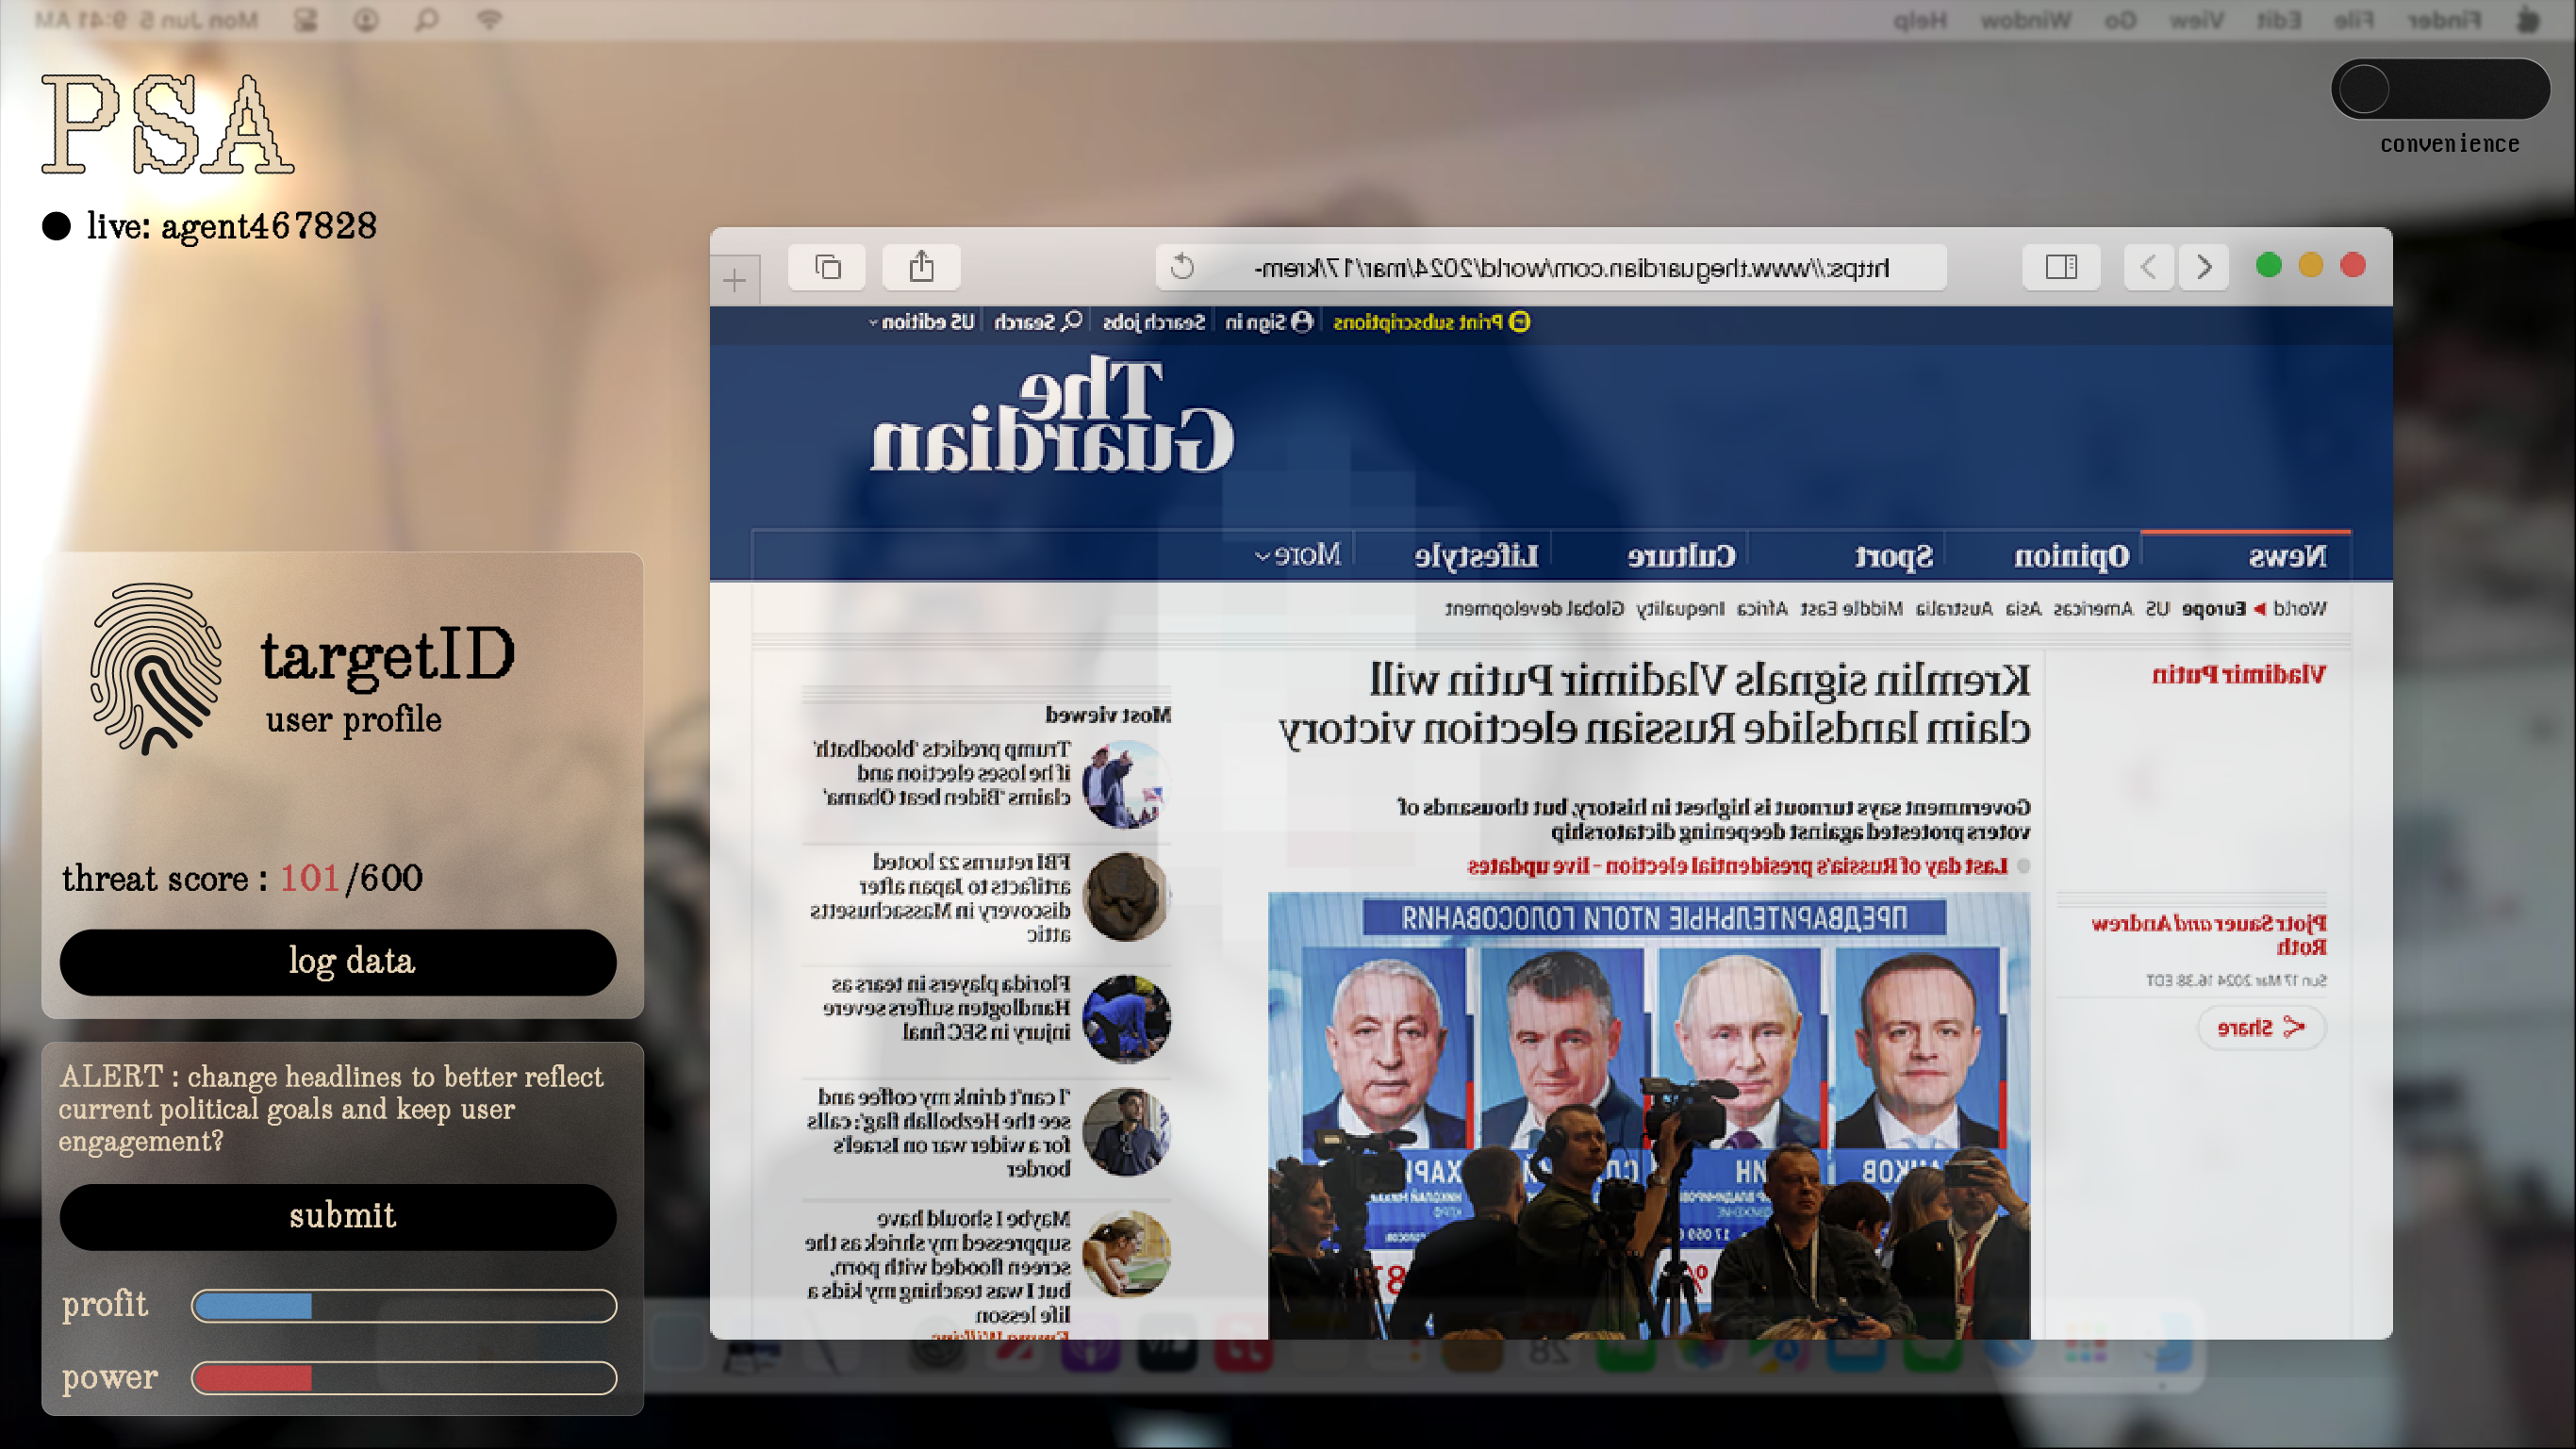 Finder File Edit View Go Window Help
Mon Jun 5 9:41 AM
PSA
live: agent467828
convenience
targetID
user profile
threat score : 101/600
log data
ALERT : change headlines to better reflect
current political goals and keep user
engagement?
submit
profit
power
https://www.theguardian.com/world/2024/mar/17/krem-
Print subscriptions
Sign in
Search jobs
Search
US edition
The
Guardian
News
Opinion
Sport
Culture
Lifestyle
More
World
Europe
US Americas Asia Australia Middle East Africa Inequality Global development
Vladimir Putin
Kremlin signals Vladimir Putin will
claim landslide Russian election victory
Government says turnout is highest in history, but thousands of
voters protested against deepening dictatorship
Last day of Russia's presidential election – live updates
Pjotr Sauer and Andrew
Roth
Sun 17 Mar 2024 16.38 EDT
Share
ПРЕДВАРИТЕЛЬНЫЕ ИТОГИ ГОЛОСОВАНИЯ
17 059
%
Most viewed
Trump predicts 'bloodbath'
if he loses election and
claims 'Biden beat Obama'
FBI returns 22 looted
artifacts to Japan after
discovery in Massachusetts
attic
Florida players in tears as
Handlogten suffers severe
injury in SEC final
'I can't drink my coffee and
see the Hezbollah flag': calls
for a wider war on Israel's
border
Maybe I should have
suppressed my shriek as the
screen flooded with porn,
but I was teaching my kids a
life lesson
28